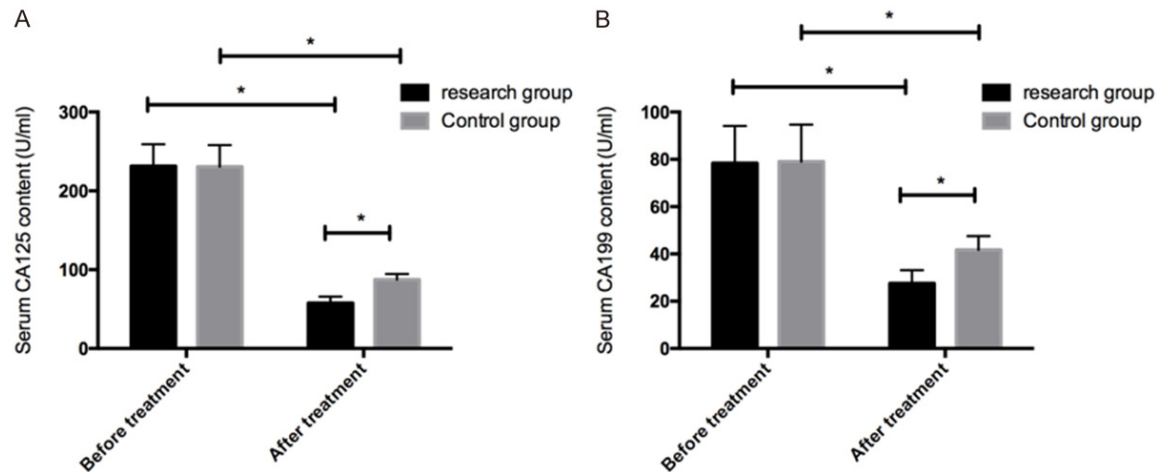 A
*
*
research group
Control group
Serum CA125 content (U/ml)
300
200
100
0
*
Before treatment
After treatment
B
*
*
research group
Control group
Serum CA199 content (U/ml)
100
80
60
40
20
0
*
Before treatment
After treatment